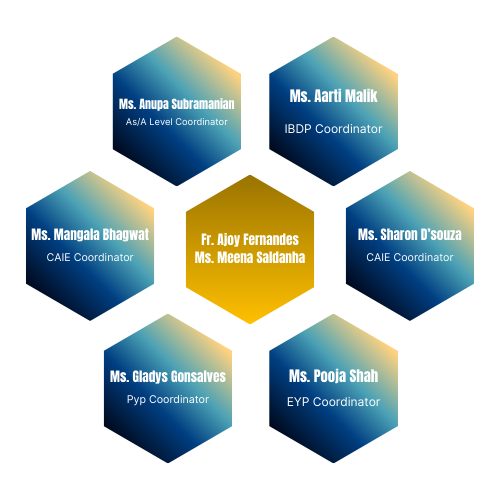 Ms. Anupa Subramanian
As/A Level Coordinator
Ms. Aarti Malik
IBDP Coordinator
Ms. Mangala Bhagwat
CAIE Coordinator
Fr. Ajoy Fernandes
Ms. Meena Saldanha
Ms. Sharon D'souza
CAIE Coordinator
Ms. Gladys Gonsalves
Pyp Coordinator
Ms. Pooja Shah
EYP Coordinator